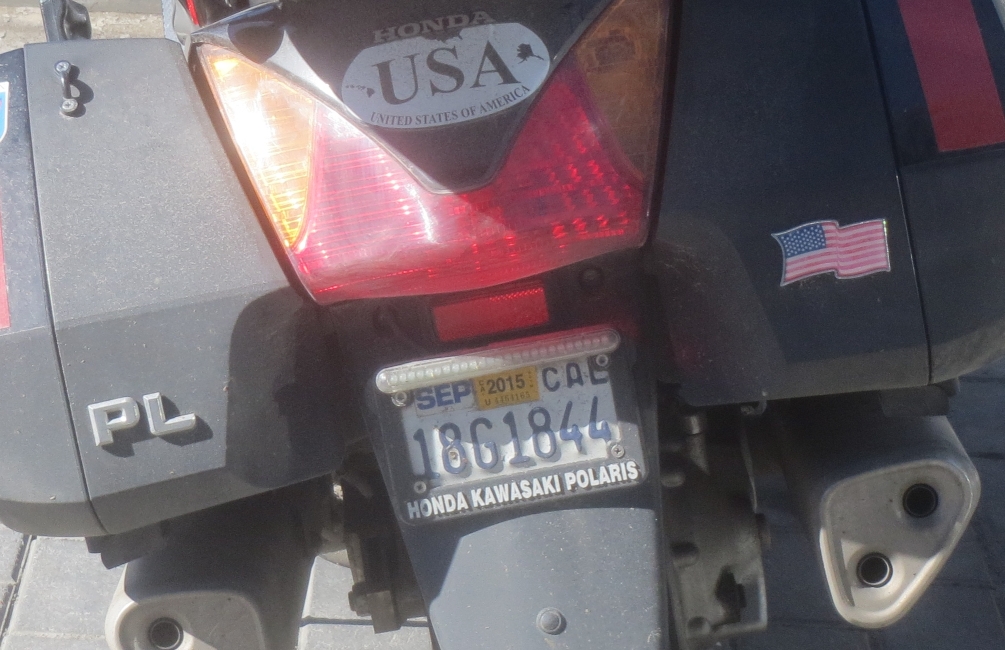 HONDA
USA
UNITED STATES OF AMERICA
PL
SEP 2015 CAL
18G1844
HONDA KAWASAKI POLARIS